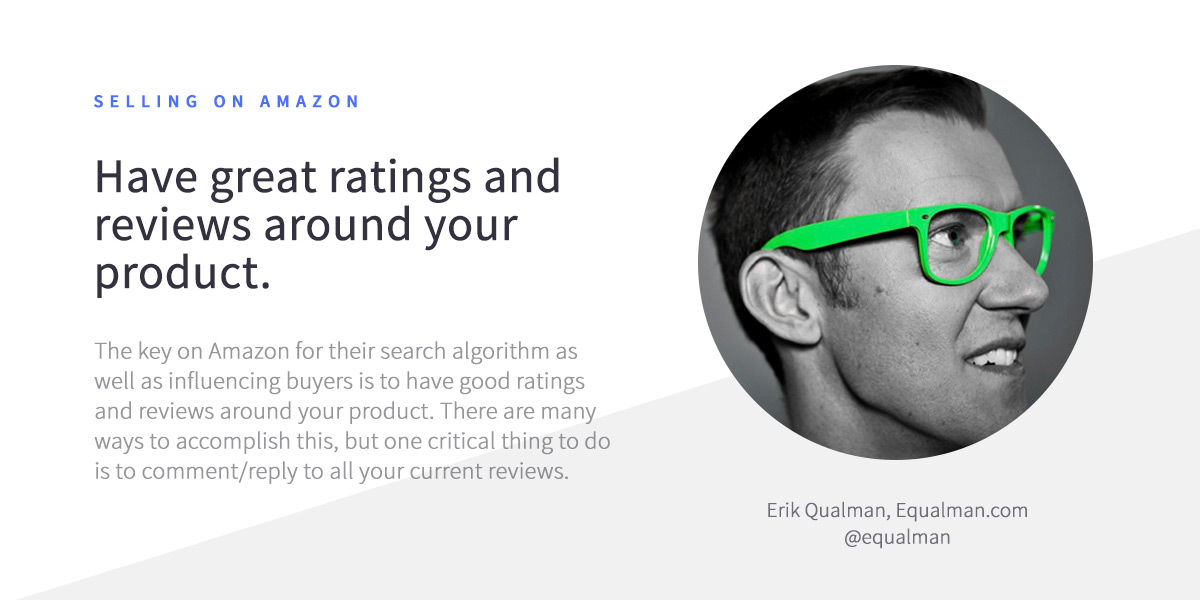 SELLING ON AMAZON
Have great ratings and
reviews around your
product.
The key on Amazon for their search algorithm as
well as influencing buyers is to have good ratings
and reviews around your product. There are many
ways to accomplish this, but one critical thing to do
is to comment/reply to all your current reviews.
Erik Qualman, Equalman.com
@equalman